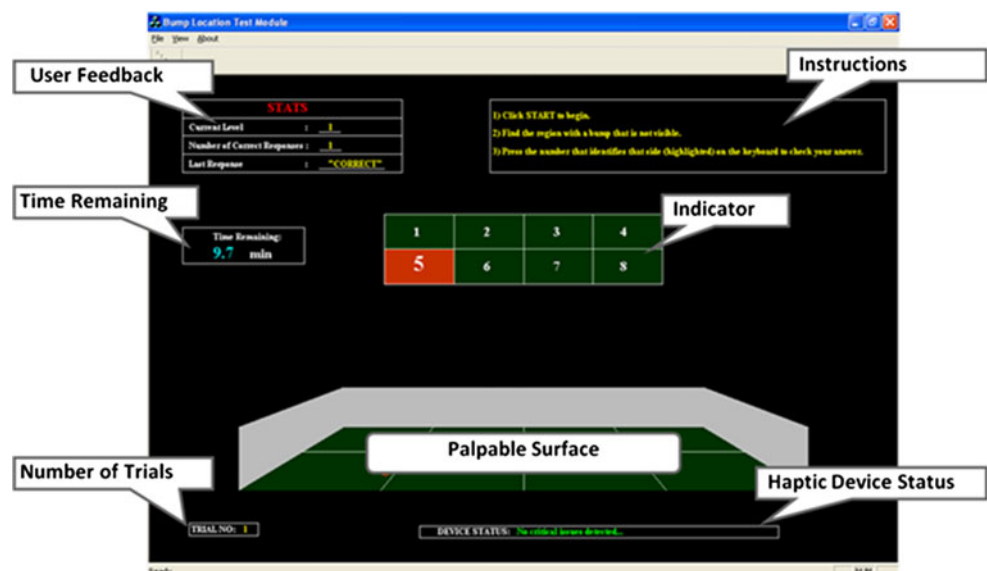 Bump Location Test Module
File View About
User Feedback
Instructions
STATS
Current Level : 1
Number of Correct Responses : 1
Last Response : "CORRECT"
1) Click START to begin.
2) Find the region with a bump that is not visible.
3) Press the number that identifies that side (highlighted) on the keyboard to check your answer.
Time Remaining
Indicator
Time Remaining:
9.7 min
1 2 3 4
5 6 7 8
Palpable Surface
Number of Trials
Haptic Device Status
TRIAL NO: 1
DEVICE STATUS: No critical issues detected...